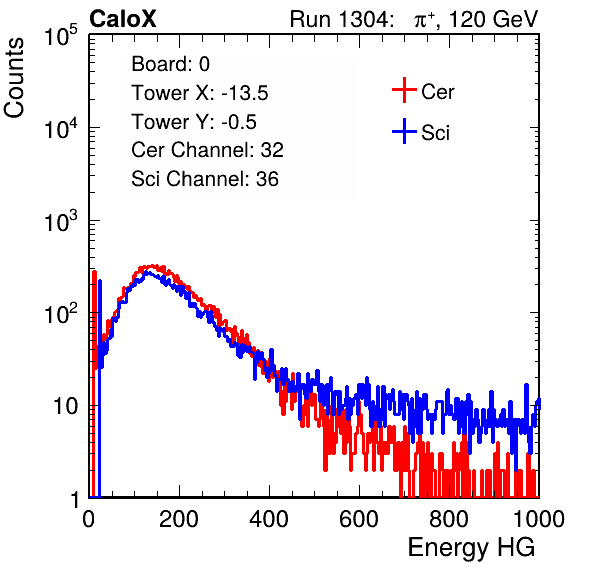 CaloX Run 1304: π⁺, 120 GeV
Counts
10⁵
10⁴
10³
10²
10
1
Board: 0
Tower X: -13.5
Tower Y: -0.5
Cer Channel: 32
Sci Channel: 36
Cer
Sci
0 200 400 600 800 1000
Energy HG